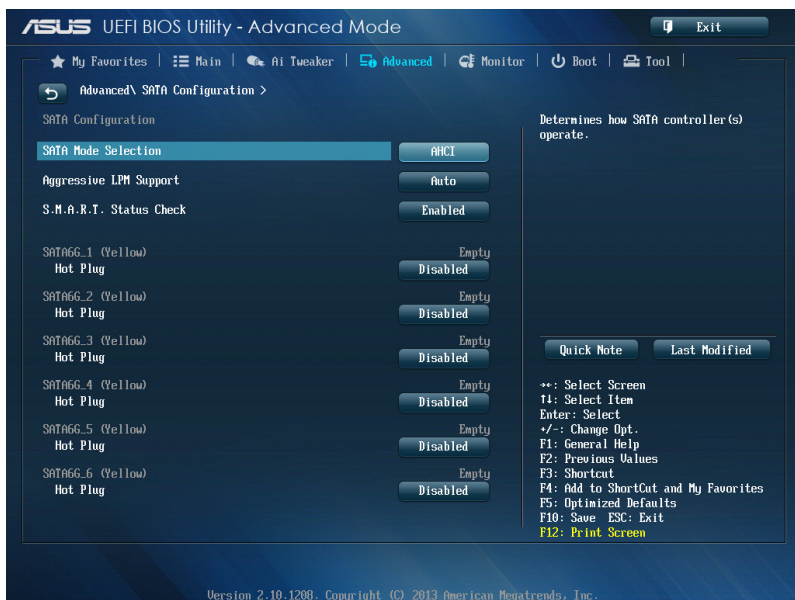 ASUS UEFI BIOS Utility - Advanced Mode
Exit
My Favorites | Main | Ai Tweaker | Advanced | Monitor | Boot | Tool |
Advanced\ SATA Configuration >
SATA Configuration
SATA Mode Selection AHCI
Aggressive LPM Support Auto
S.M.A.R.T. Status Check Enabled
SATA6G_1 (Yellow) Empty
Hot Plug Disabled
SATA6G_2 (Yellow) Empty
Hot Plug Disabled
SATA6G_3 (Yellow) Empty
Hot Plug Disabled
SATA6G_4 (Yellow) Empty
Hot Plug Disabled
SATA6G_5 (Yellow) Empty
Hot Plug Disabled
SATA6G_6 (Yellow) Empty
Hot Plug Disabled
Determines how SATA controller(s)
operate.
Quick Note Last Modified
→←: Select Screen
↑↓: Select Item
Enter: Select
+/-: Change Opt.
F1: General Help
F2: Previous Values
F3: Shortcut
F4: Add to ShortCut and My Favorites
F5: Optimized Defaults
F10: Save ESC: Exit
F12: Print Screen
Version 2.10.1208. Copyright (C) 2013 American Megatrends, Inc.